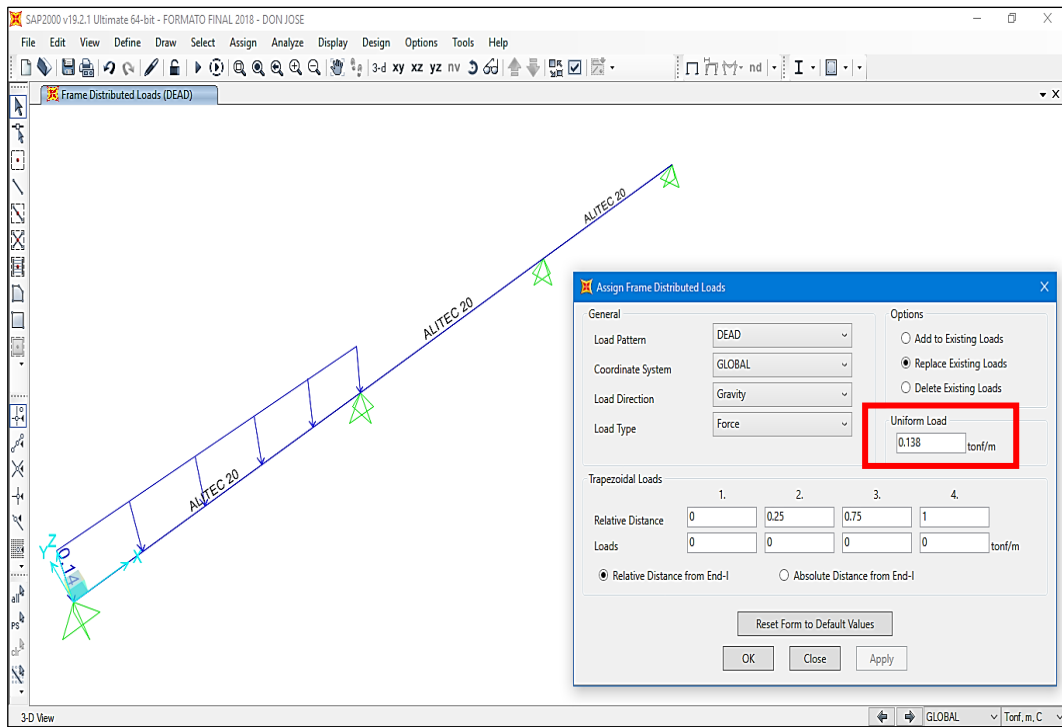 SAP2000 v19.2.1 Ultimate 64-bit - FORMATO FINAL 2018 - DON JOSE
File Edit View Define Draw Select Assign Analyze Display Design Options Tools Help
3-d xy xz yz nv nd
Frame Distributed Loads (DEAD)
ALITEC 20
ALITEC 20
ALITEC 20
0.14
Z
Y
X
Assign Frame Distributed Loads
General
Load Pattern DEAD
Coordinate System GLOBAL
Load Direction Gravity
Load Type Force
Options
Add to Existing Loads
Replace Existing Loads
Delete Existing Loads
Uniform Load
0.138 tonf/m
Trapezoidal Loads
1. 2. 3. 4.
Relative Distance 0 0.25 0.75 1
Loads 0 0 0 0 tonf/m
Relative Distance from End-I Absolute Distance from End-I
Reset Form to Default Values
OK Close Apply
all
PS
clr
3-D View GLOBAL Tonf, m, C